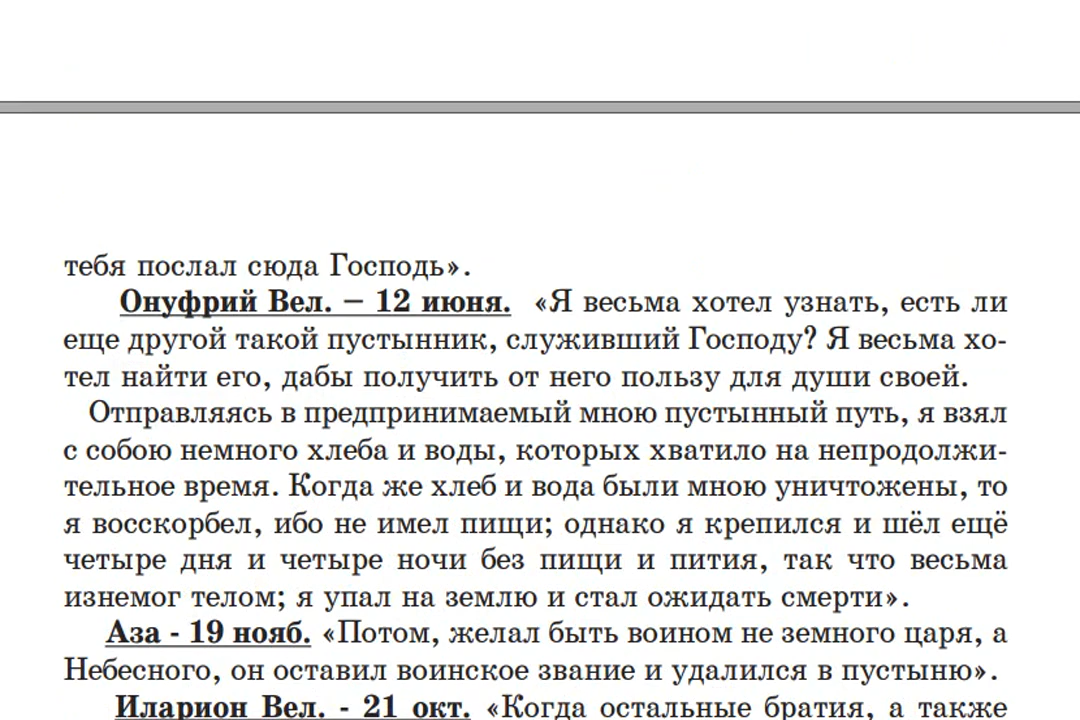 тебя послал сюда Господь».
Онуфрий Вел. – 12 июня. «Я весьма хотел узнать, есть ли
еще другой такой пустынник, служивший Господу? Я весьма хо-
тел найти его, дабы получить от него пользу для души своей.
Отправляясь в предпринимаемый мною пустынный путь, я взял
с собою немного хлеба и воды, которых хватило на непродолжи-
тельное время. Когда же хлеб и вода были мною уничтожены, то
я восскорбел, ибо не имел пищи; однако я крепился и шёл ещё
четыре дня и четыре ночи без пищи и пития, так что весьма
изнемог телом; я упал на землю и стал ожидать смерти».
Аза - 19 нояб. «Потом, желал быть воином не земного царя, а
Небесного, он оставил воинское звание и удалился в пустыню».
Иларион Вел. - 21 окт. «Когда остальные братия, а также